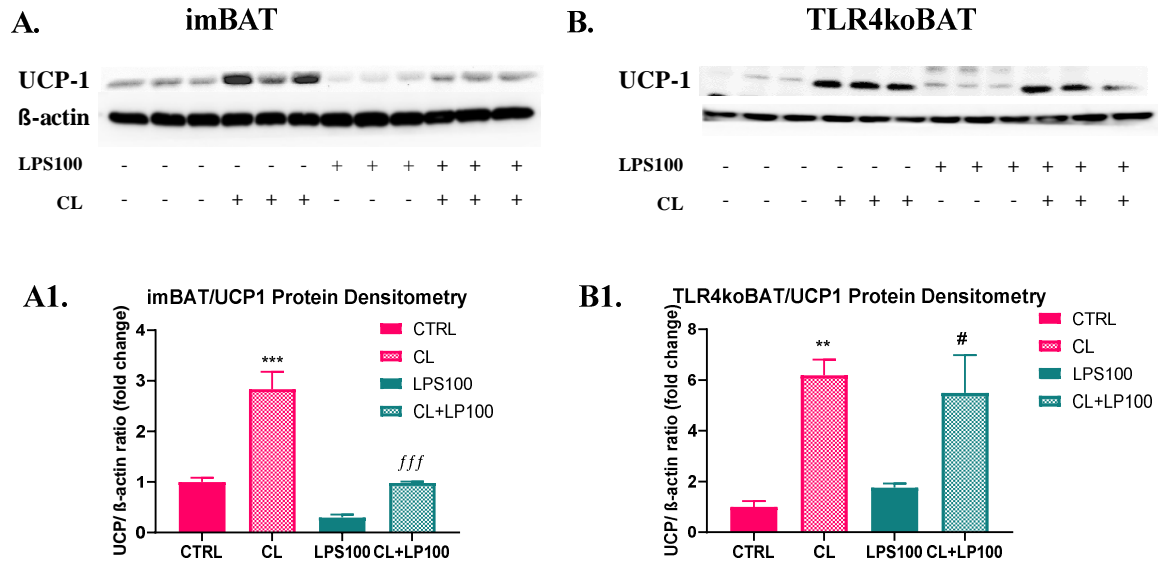 A. imBAT
UCP-1
ß-actin
LPS100 - - - - - - + + + + + +
CL - - - + + + - - - + + +
B. TLR4koBAT
UCP-1
LPS100 - - - - - - + + + + + +
CL - - - + + + - - - + + +
A1.
imBAT/UCP1 Protein Densitometry
UCP/ ß-actin ratio (fold change)
4
3
2
1
0
***
fff
CTRL
CL
LPS100
CL+LP100
CTRL CL LPS100 CL+LP100
B1.
TLR4koBAT/UCP1 Protein Densitometry
UCP/ ß-actin ratio (fold change)
8
6
4
2
0
**
#
CTRL
CL
LPS100
CL+LP100
CTRL CL LPS100 CL+LP100